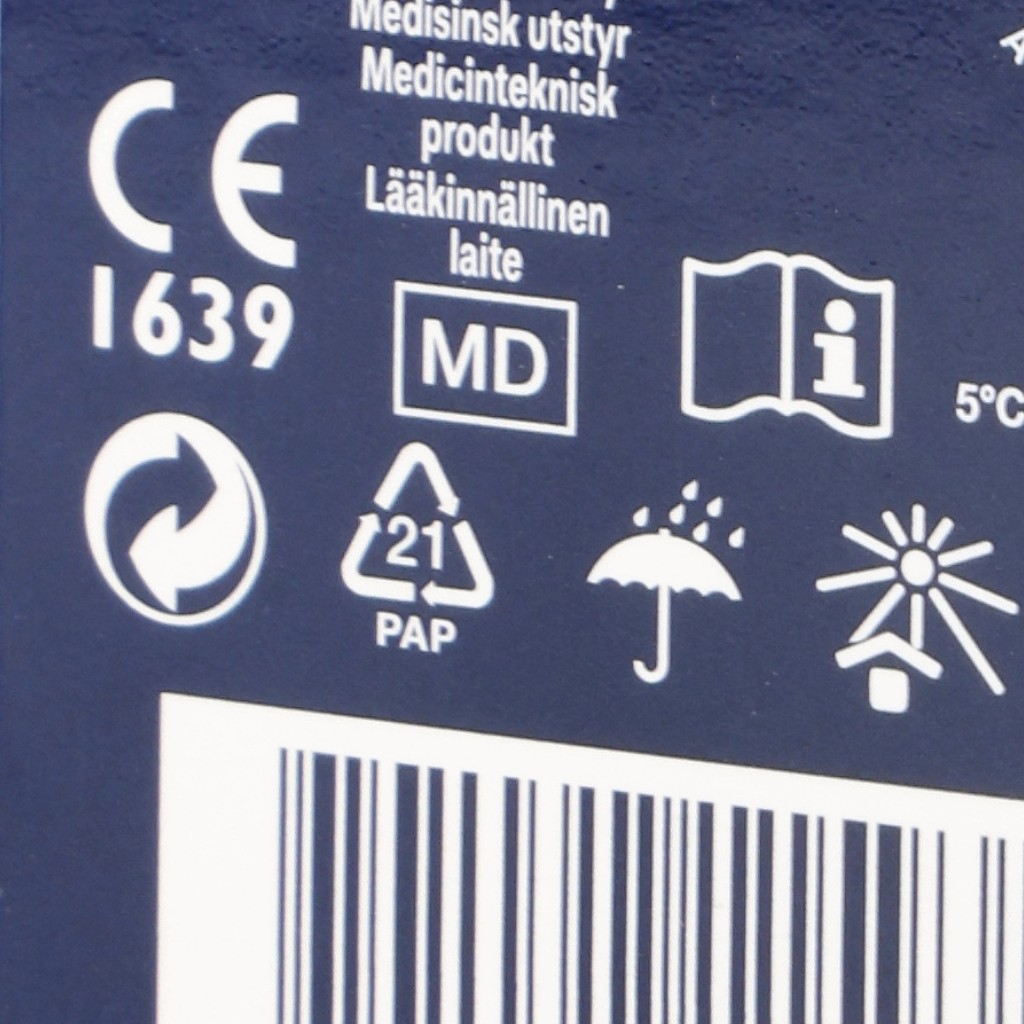 Medisinsk utstyr
Medicinteknisk
produkt
Lääkinnällinen
laite
CE
1639
MD
i
5°C
21
PAP